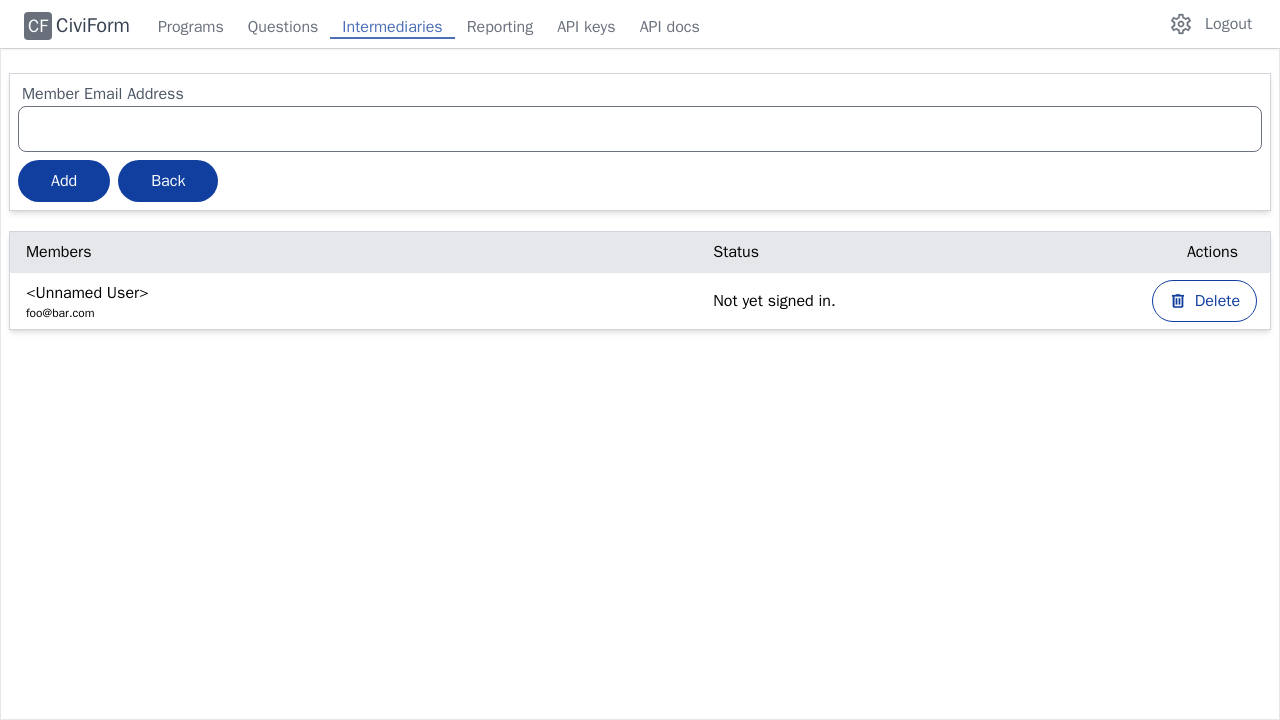 CF CiviForm Programs Questions Intermediaries Reporting API keys API docs Logout
Member Email Address
Add Back
Members Status Actions
<Unnamed User>
foo@bar.com
Not yet signed in.
Delete